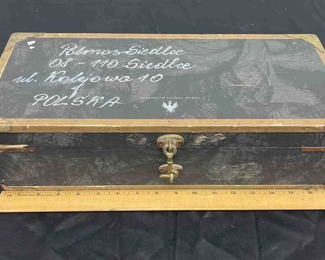 Polmos-Siedlce
08-110 Siedlce
ul. Kolejowa 10
POLSKA